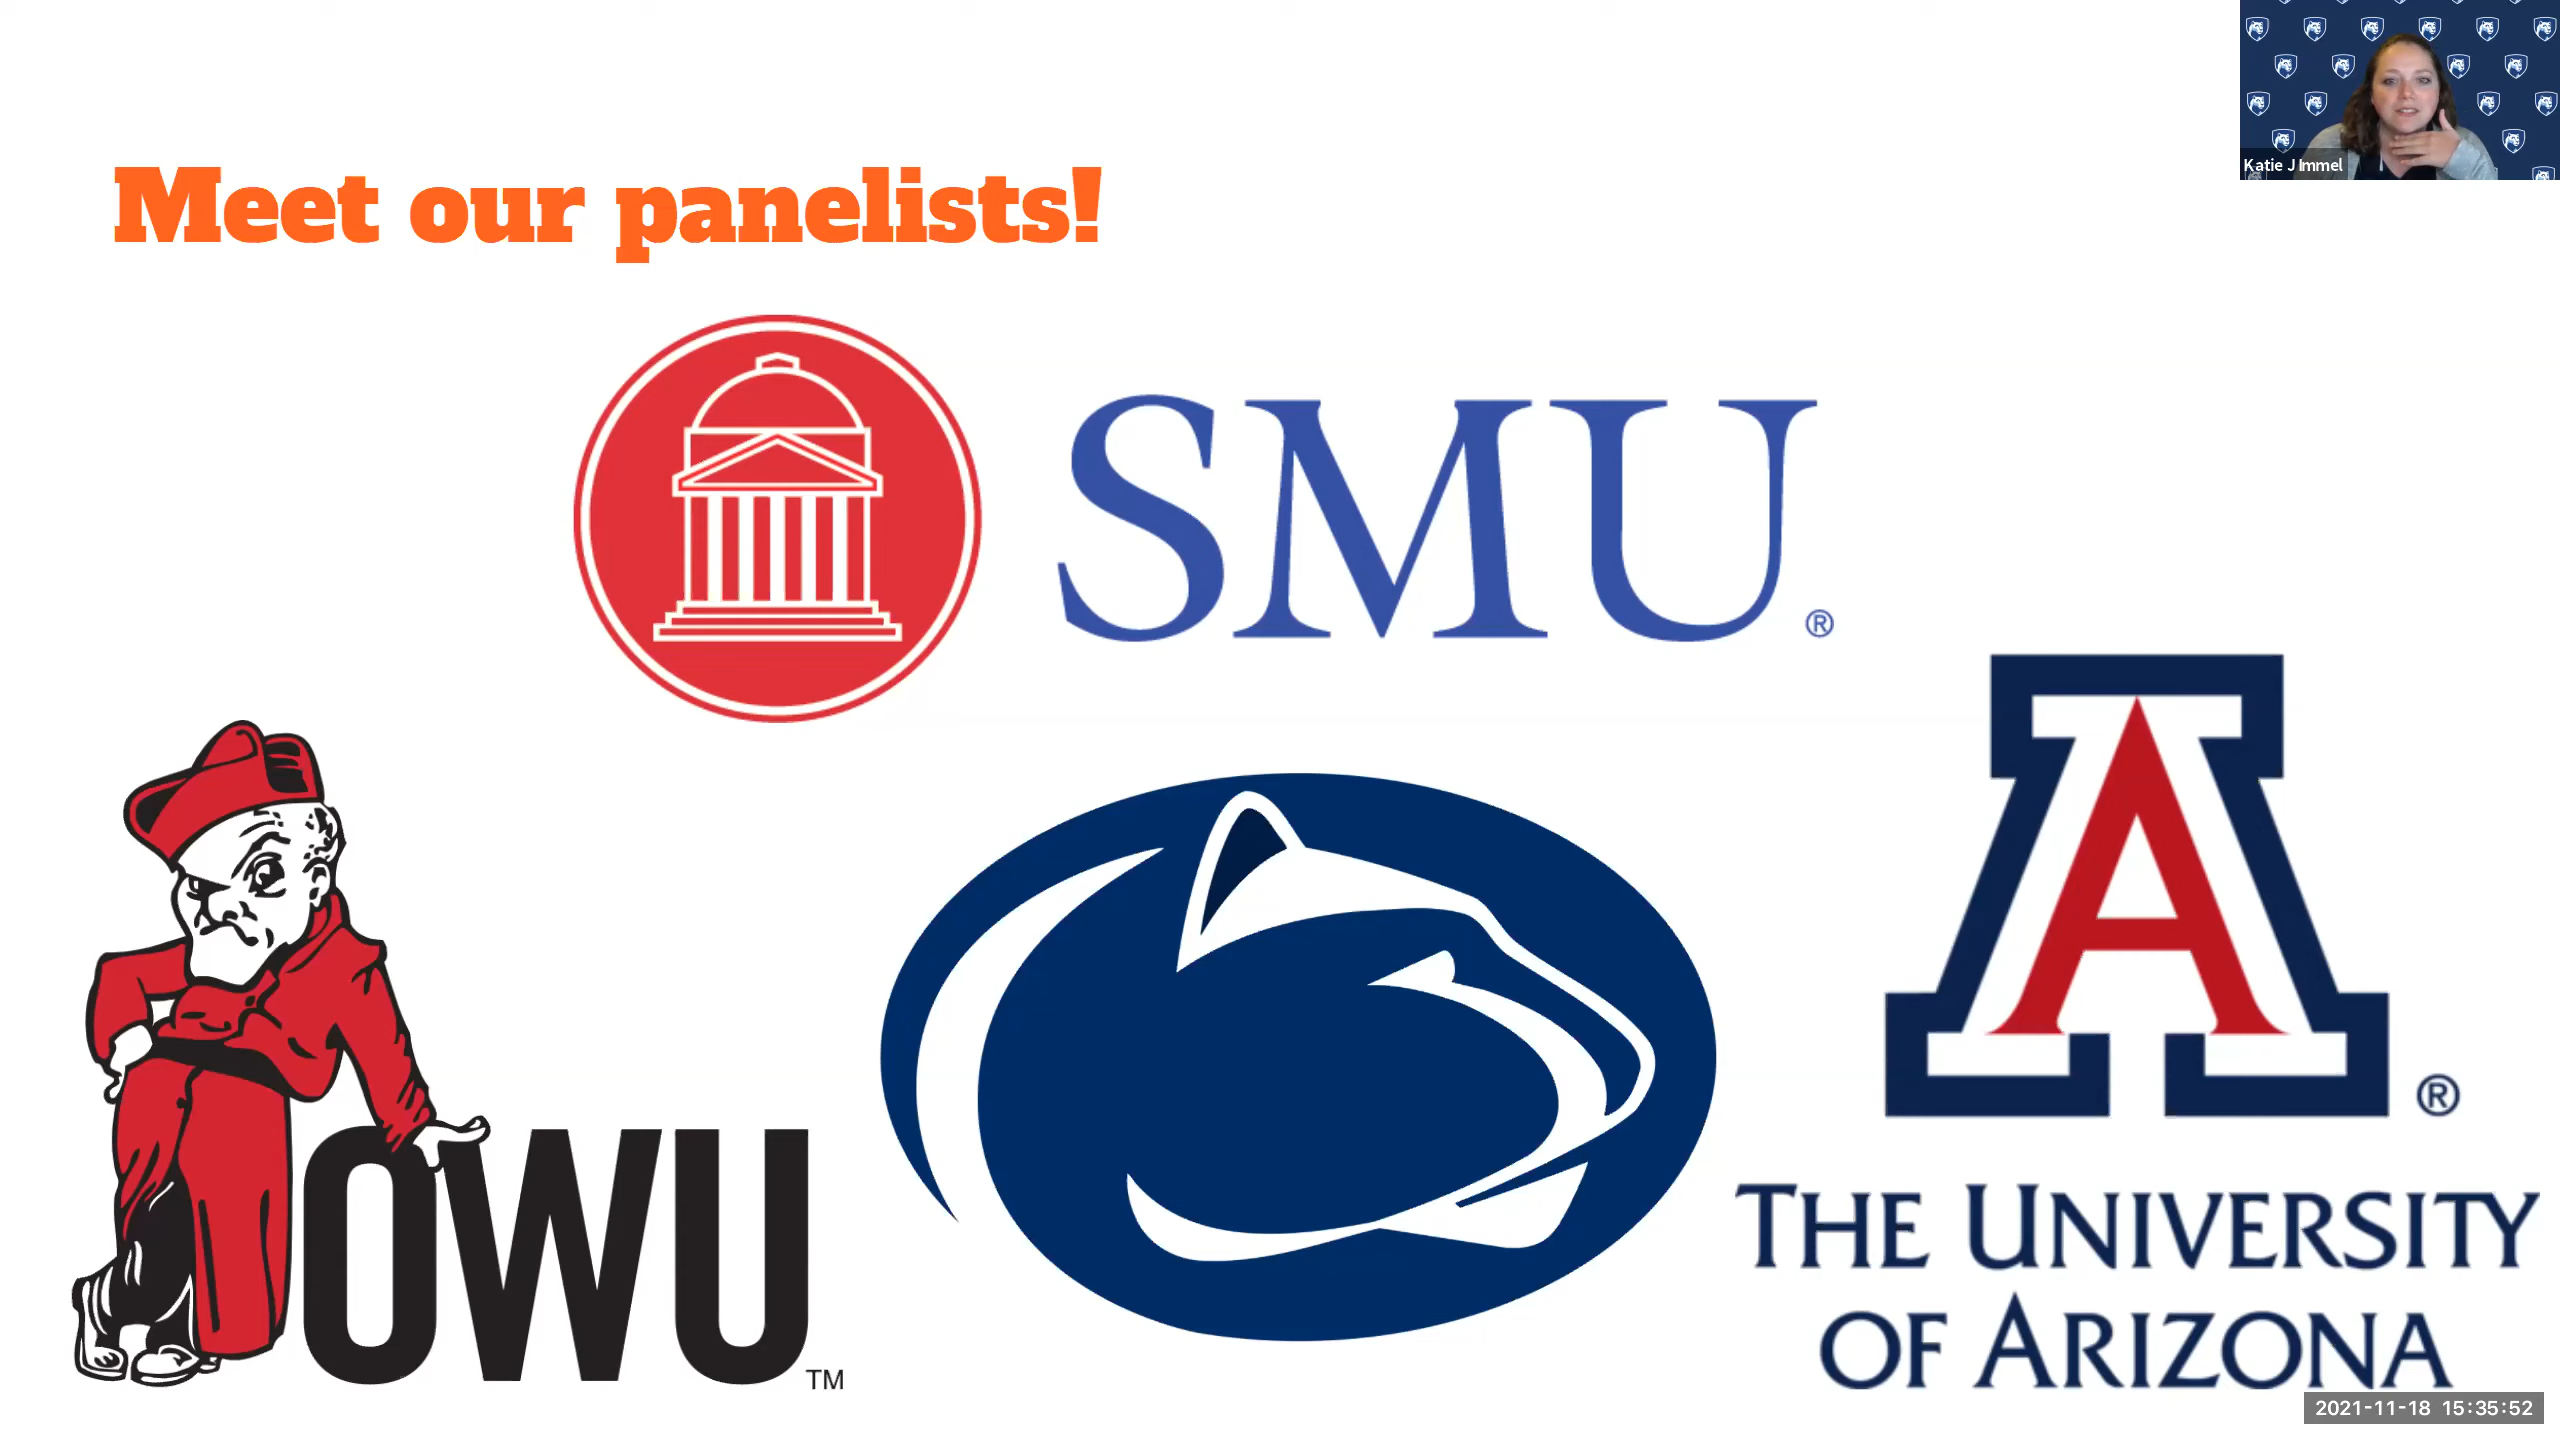 Katie J Immel
Meet our panelists!
SMU®
A®
OWU™
THE UNIVERSITY
OF ARIZONA
2021-11-18 15:35:52